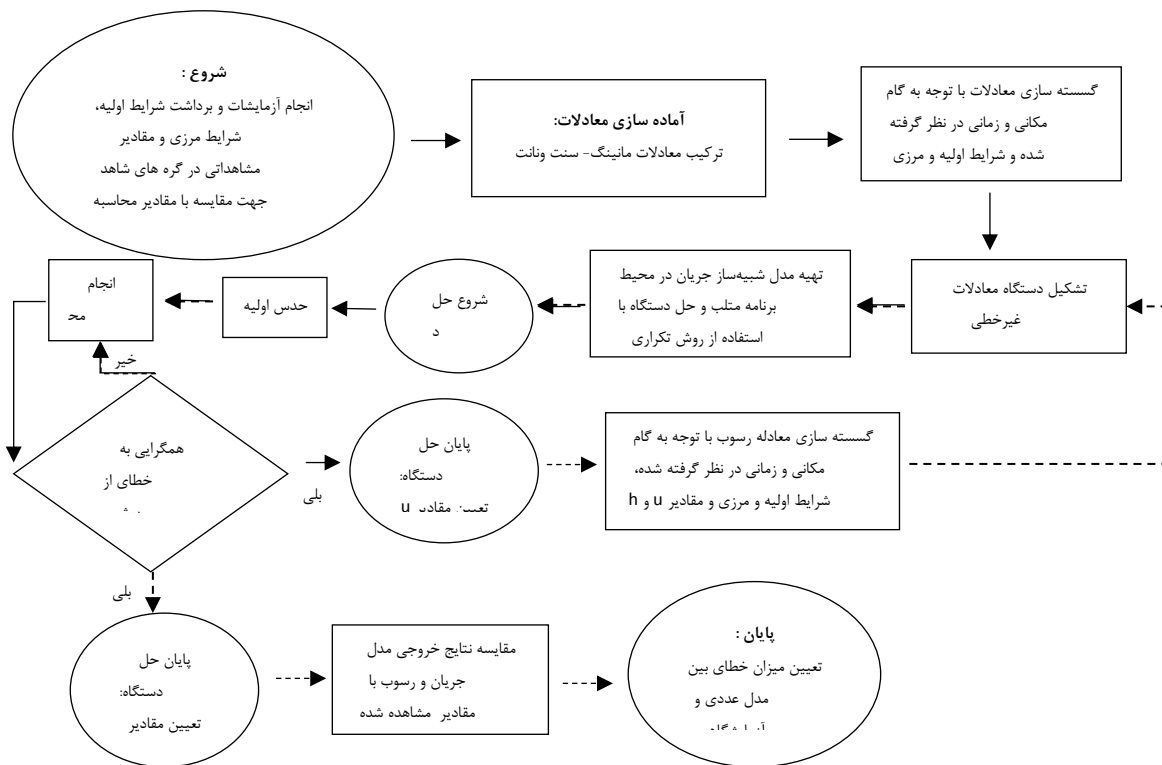 شروع :
انجام آزمایشات و برداشت شرایط اولیه،
شرایط مرزی و مقادیر
مشاهداتی در گره های شاهد
جهت مقایسه با مقادیر محاسبه
آماده سازی معادلات:
ترکیب معادلات مانینگ- سنت ونانت
گسسته سازی معادلات با توجه به گام
مکانی و زمانی در نظر گرفته
شده و شرایط اولیه و مرزی
تشکیل دستگاه معادلات
غیرخطی
تهیه مدل شبیه‌ساز جریان در محیط
برنامه متلب و حل دستگاه با
استفاده از روش تکراری
شروع حل
د
حدس اولیه
انجام
مح
خیر
همگرایی به
خطای از
بلی
پایان حل
دستگاه:
تعیین مقادیر u
گسسته سازی معادله رسوب با توجه به گام
مکانی و زمانی در نظر گرفته شده،
شرایط اولیه و مرزی و مقادیر u و h
بلی
پایان حل
دستگاه:
تعیین مقادیر
مقایسه نتایج خروجی مدل
جریان و رسوب با
مقادیر مشاهده شده
پایان :
تعیین میزان خطای بین
مدل عددی و